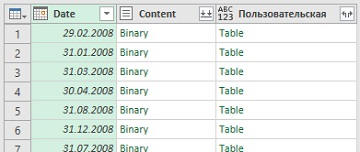 Date Content ABC 123 Пользовательская
1 29.02.2008 Binary Table
2 31.01.2008 Binary Table
3 31.03.2008 Binary Table
4 30.04.2008 Binary Table
5 31.08.2008 Binary Table
6 31.12.2008 Binary Table
7 31.07.2008 Binary Table